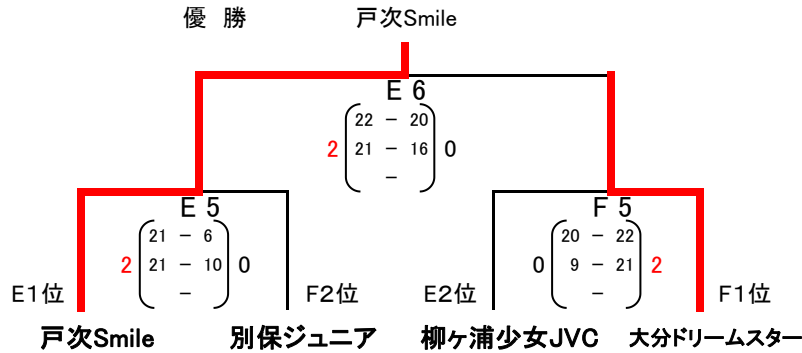 優 勝 戸次Smile
E 6
22 － 20
2 21 － 16 0
－
E 5 F 5
21 － 6 20 － 22
2 21 － 10 0 0 9 － 21 2
－ －
E1位 F2位 E2位 F1位
戸次Smile 別保ジュニア 柳ヶ浦少女JVC 大分ドリームスター